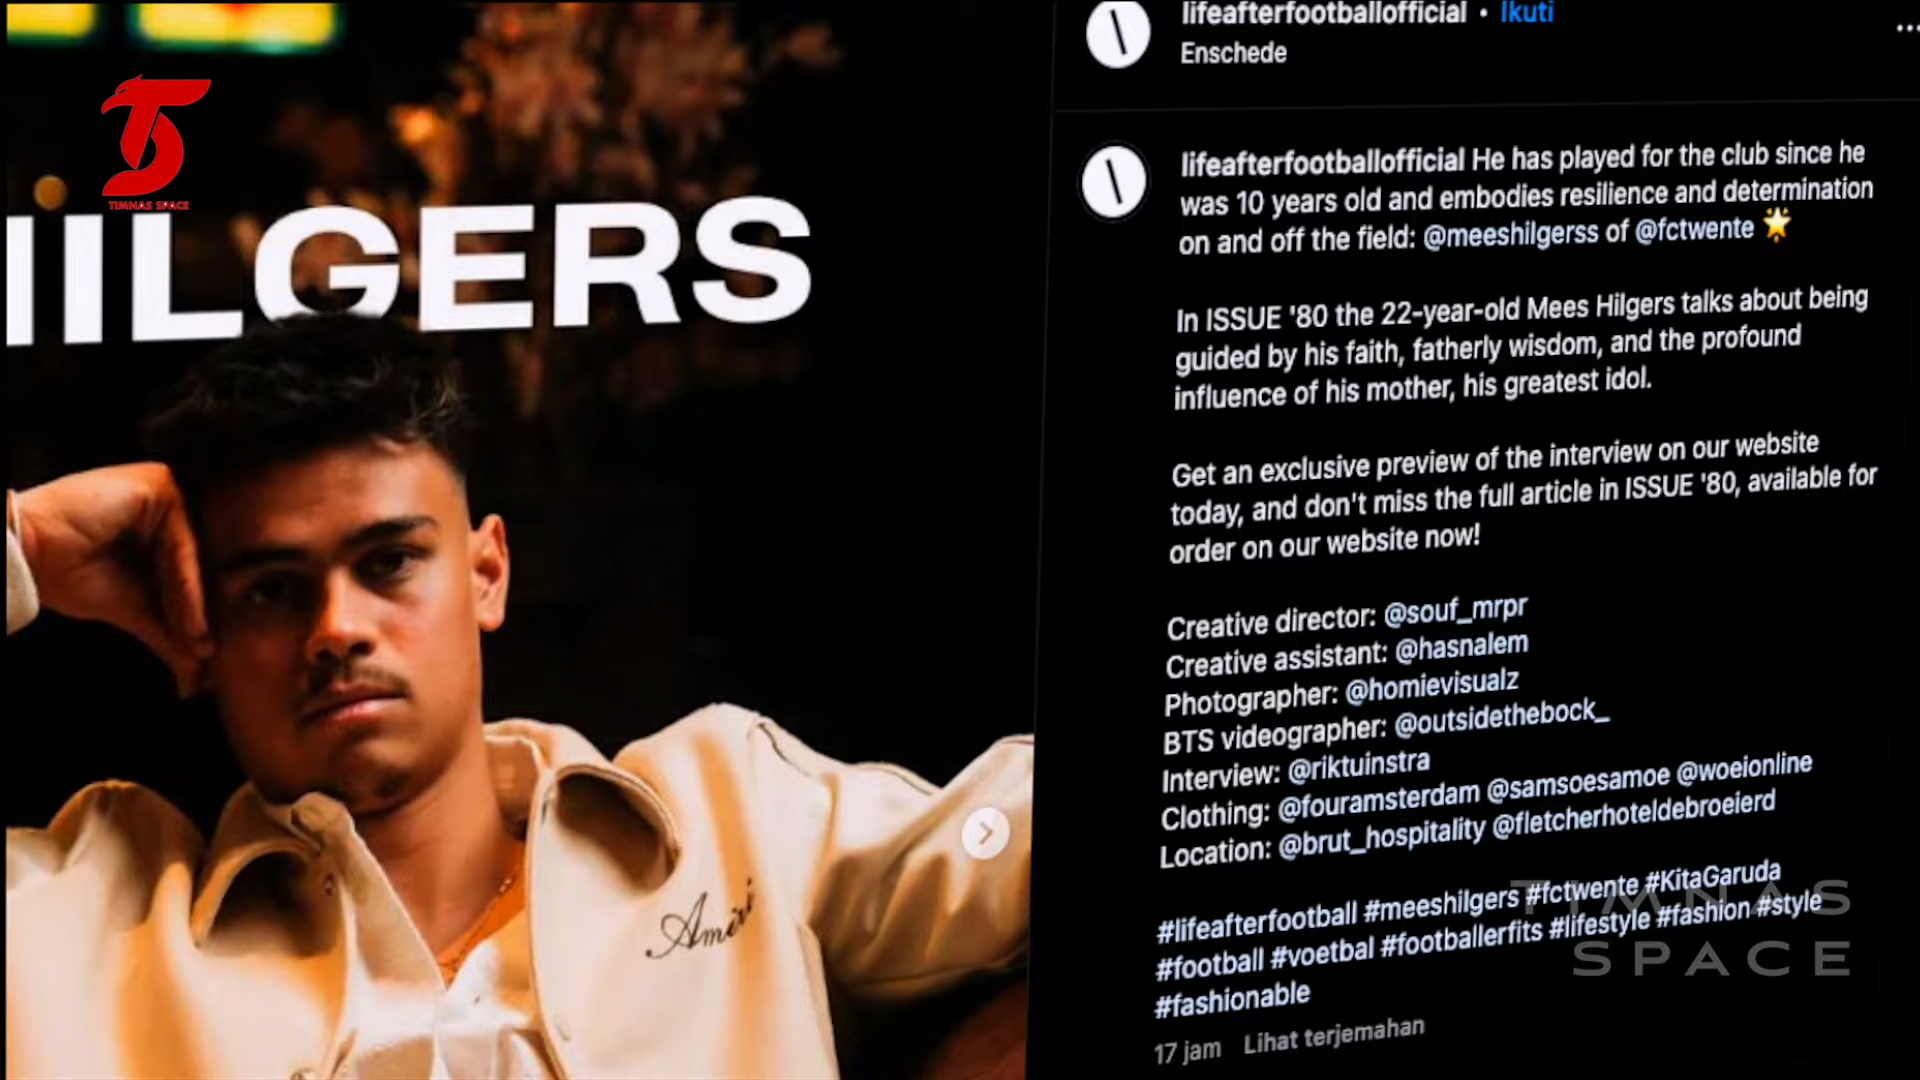 TIMNAS SPACE
HILGERS
Amiri
lifeafterfootballofficial • Ikuti
Enschede
lifeafterfootballofficial He has played for the club since he
was 10 years old and embodies resilience and determination
on and off the field: @meeshilgerss of @fctwente 🌟
In ISSUE '80 the 22-year-old Mees Hilgers talks about being
guided by his faith, fatherly wisdom, and the profound
influence of his mother, his greatest idol.
Get an exclusive preview of the interview on our website
today, and don't miss the full article in ISSUE '80, available for
order on our website now!
Creative director: @souf_mrpr
Creative assistant: @hasnalem
Photographer: @homievisualz
BTS videographer: @outsidethebock_
Interview: @riktuinstra
Clothing: @fouramsterdam @samsoesamoe @woeionline
Location: @brut_hospitality @fletcherhoteldebroeierd
#lifeafterfootball #meeshilgers #fctwente #KitaGaruda
#football #voetbal #footballerfits #lifestyle #fashion #style
#fashionable
17 jam Lihat terjemahan
TIMNAS
SPACE